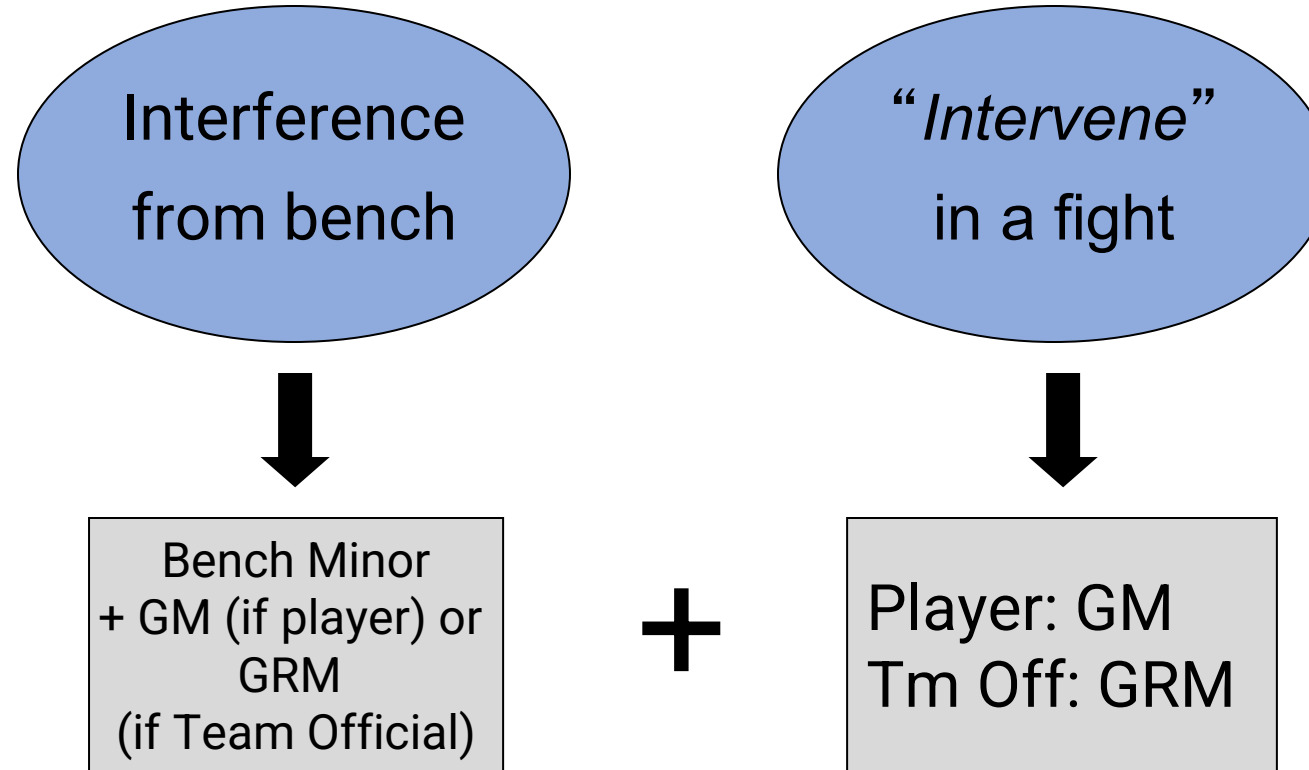 Interference
from bench
“Intervene”
in a fight
Bench Minor
+ GM (if player) or
GRM
(if Team Official)
+
Player: GM
Tm Off: GRM